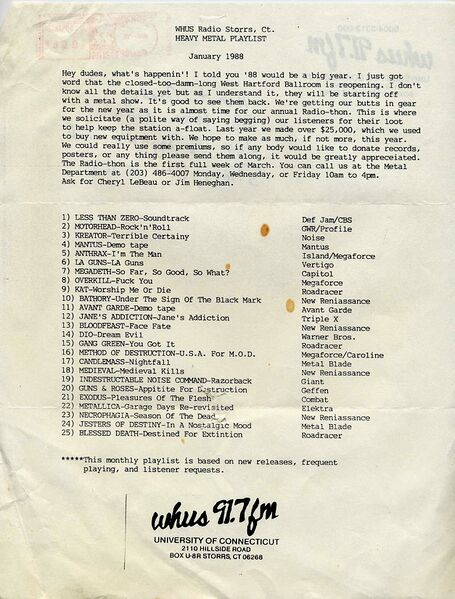 WHUS Radio Storrs, Ct.
HEAVY METAL PLAYLIST
January 1988
Hey dudes, what's happenin'! I told you '88 would be a big year. I just got
word that the closed-too-damn-long West Hartford Ballroom is reopening. I don't
know all the details yet but as I understand it, they will be starting off
with a metal show. It's good to see them back. We're getting our butts in gear
for the new year as it is almost time for our annual Radio-thon. This is where
we solicitate (a polite way of saying begging) our listeners for their loot
to help keep the station a-float. Last year we made over $25,000, which we used
to buy new equiptment with. We hope to make as much, if not more, this year.
We could really use some premiums, so if any body would like to donate records,
posters, or any thing please send them along, it would be greatly appreceiated.
The Radio-thon is the first full week of March. You can call us at the Metal
Department at (203) 486-4007 Monday, Wednesday, or Friday 10am to 4pm.
Ask for Cheryl LeBeau or Jim Heneghan.
1) LESS THAN ZERO-Soundtrack Def Jam/CBS
2) MOTORHEAD-Rock'n'Roll GWR/Profile
3) KREATOR-Terrible Certainy Noise
4) MANTUS-Demo tape Mantus
5) ANTHRAX-I'm The Man Island/Megaforce
6) LA GUNS-LA Guns Vertigo
7) MEGADETH-So Far, So Good, So What? Capitol
8) OVERKILL-Fuck You Megaforce
9) KAT-Worship Me Or Die Roadracer
10) BATHORY-Under The Sign Of The Black Mark New Reniassance
11) AVANT GARDE-Demo tape Avant Garde
12) JANE'S ADDICTION-Jane's Addiction Triple X
13) BLOODFEAST-Face Fate New Reniassance
14) DIO-Dream Evil Warner Bros.
15) GANG GREEN-You Got It Roadracer
16) METHOD OF DESTRUCTION-U.S.A. For M.O.D. Megaforce/Caroline
17) CANDLEMASS-Nightfall Metal Blade
18) MEDIEVAL-Medieval Kills New Reniassance
19) INDESTRUCTABLE NOISE COMMAND-Razorback Giant
20) GUNS & ROSES-Appitite For Destruction Geffen
21) EXODUS-Pleasures Of The Flesh Combat
22) METALLICA-Garage Days Re-revisited Elektra
23) NECROPHAGIA-Season Of The Dead New Reniassance
24) JESTERS OF DESTINY-In A Nostalgic Mood Metal Blade
25) BLESSED DEATH-Destined For Extintion Roadracer
*****This monthly playlist is based on new releases, frequent
playing, and listener requests.
whus 91.7fm
UNIVERSITY OF CONNECTICUT
2110 HILLSIDE ROAD
BOX U-8R STORRS, CT 06268